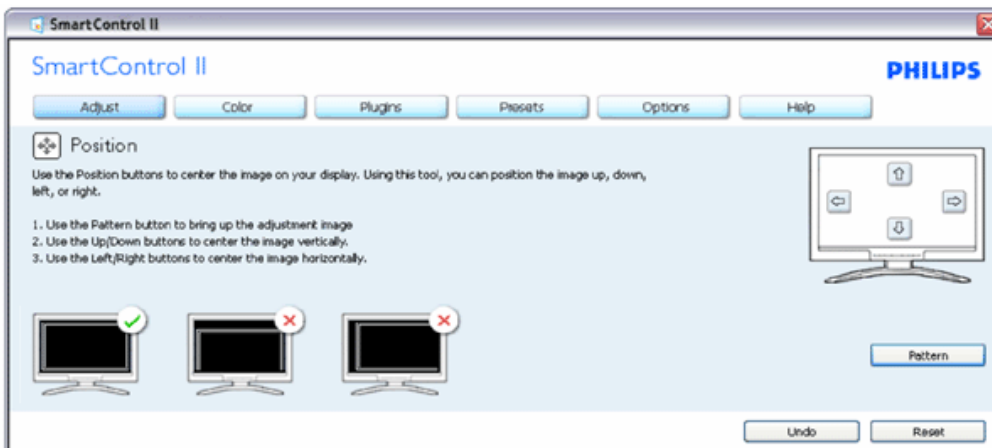 SmartControl II
SmartControl II
PHILIPS
Adjust Color Plugins Presets Options Help
Position
Use the Position buttons to center the image on your display. Using this tool, you can position the image up, down,
left, or right.
1. Use the Pattern button to bring up the adjustment image
2. Use the Up/Down buttons to center the image vertically.
3. Use the Left/Right buttons to center the image horizontally.
Pattern
Undo Reset